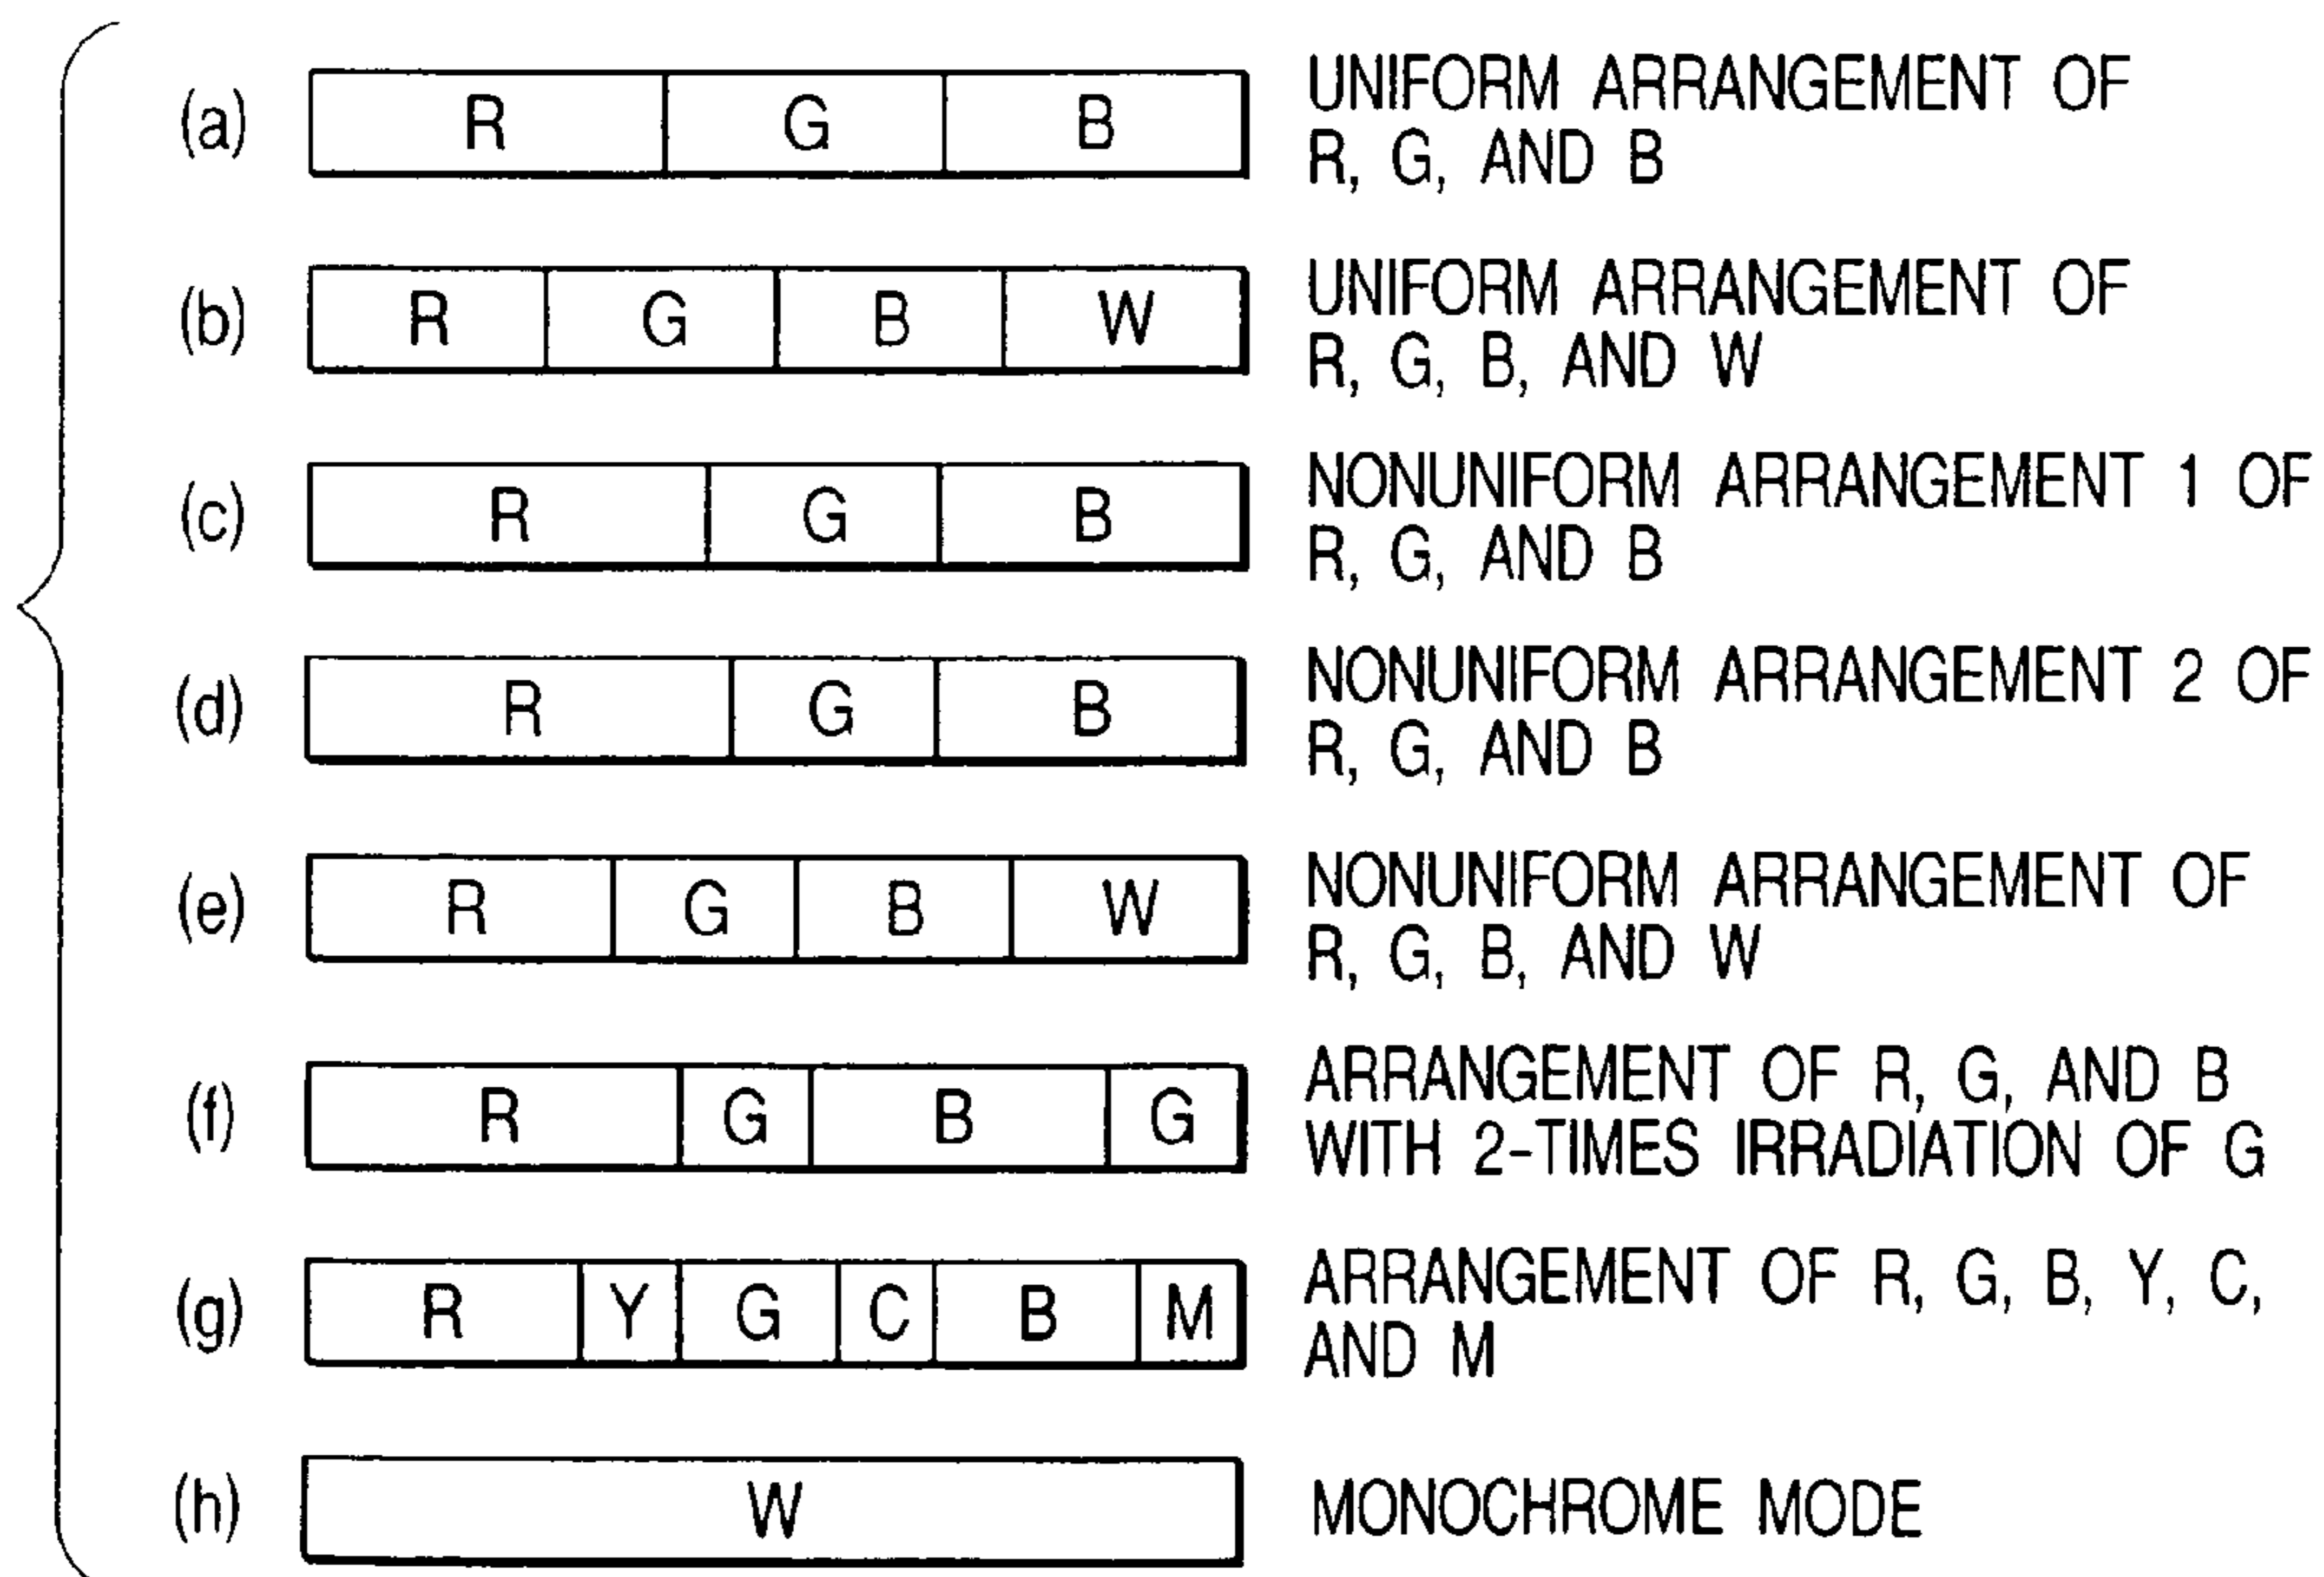 (a) R G B UNIFORM ARRANGEMENT OF
R, G, AND B
(b) R G B W UNIFORM ARRANGEMENT OF
R, G, B, AND W
(c) R G B NONUNIFORM ARRANGEMENT 1 OF
R, G, AND B
(d) R G B NONUNIFORM ARRANGEMENT 2 OF
R, G, AND B
(e) R G B W NONUNIFORM ARRANGEMENT OF
R, G, B, AND W
(f) R G B G ARRANGEMENT OF R, G, AND B
WITH 2-TIMES IRRADIATION OF G
(g) R Y G C B M ARRANGEMENT OF R, G, B, Y, C,
AND M
(h) W MONOCHROME MODE